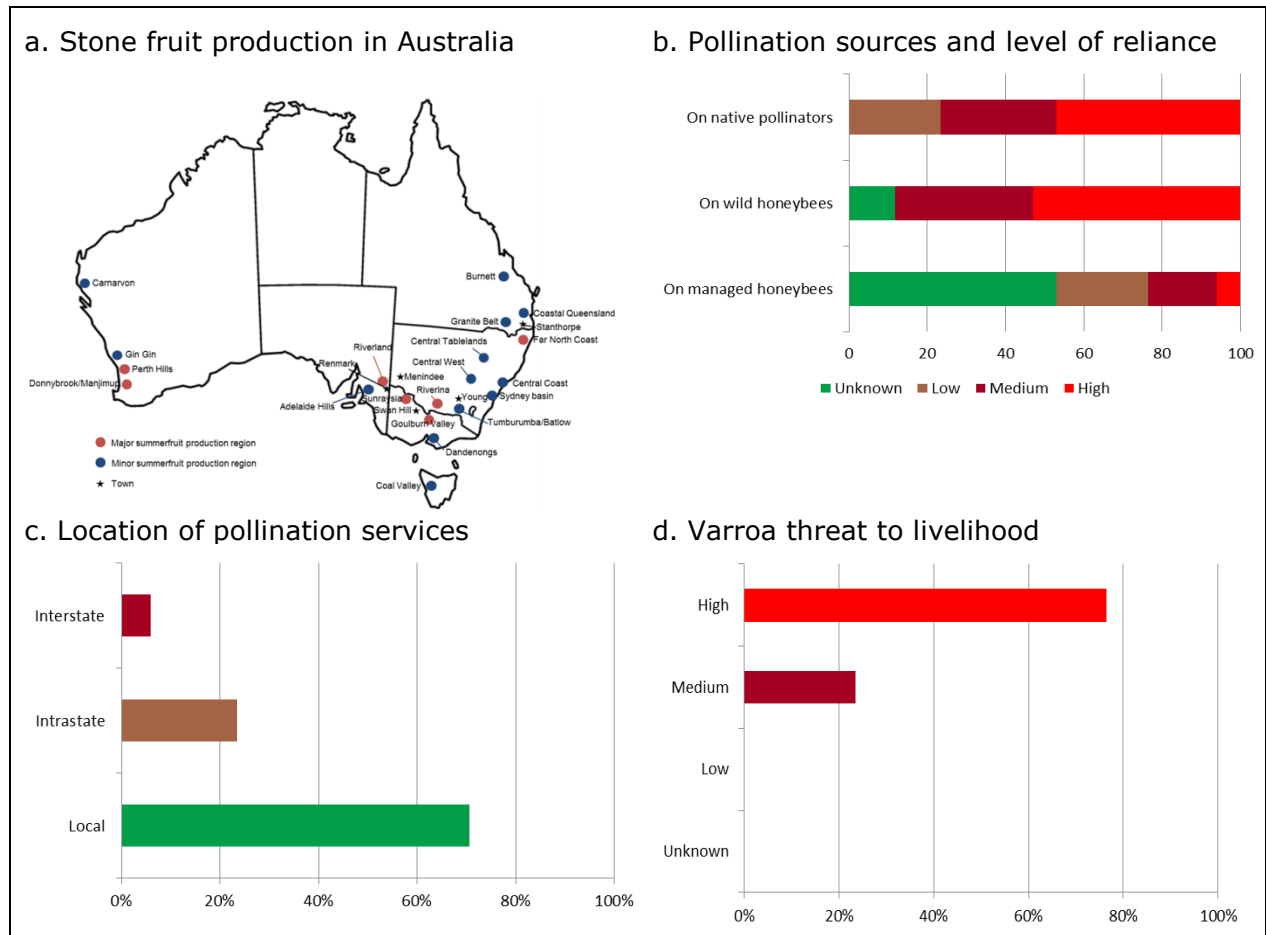 a. Stone fruit production in Australia
Carnarvon
Gin Gin
Perth Hills
Donnybrook/Manjimup
Burnett
Coastal Queensland
Granite Belt
Stanthorpe
Far North Coast
Central Tablelands
Riverland
Central West
Renmark
Menindee
Central Coast
Riverina
Sunraysia
Young
Sydney basin
Adelaide Hills
Swan Hill
Goulburn Valley
Tumburumba/Batlow
Dandenongs
Coal Valley
Major summerfruit production region
Minor summerfruit production region
Town
b. Pollination sources and level of reliance
On native pollinators
On wild honeybees
On managed honeybees
0 20 40 60 80 100
Unknown Low Medium High
c. Location of pollination services
Interstate
Intrastate
Local
0% 20% 40% 60% 80% 100%
d. Varroa threat to livelihood
High
Medium
Low
Unknown
0% 20% 40% 60% 80% 100%